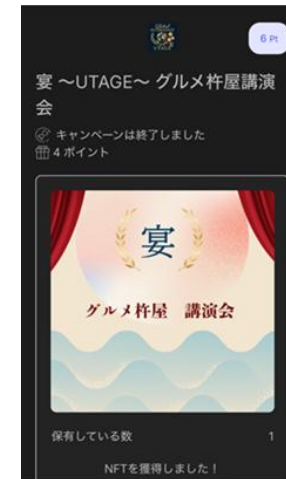 6 Pt
宴 〜UTAGE〜 グルメ杵屋講演
会
キャンペーンは終了しました
4 ポイント
宴
グルメ杵屋 講演会
保有している数 1
NFTを獲得しました！